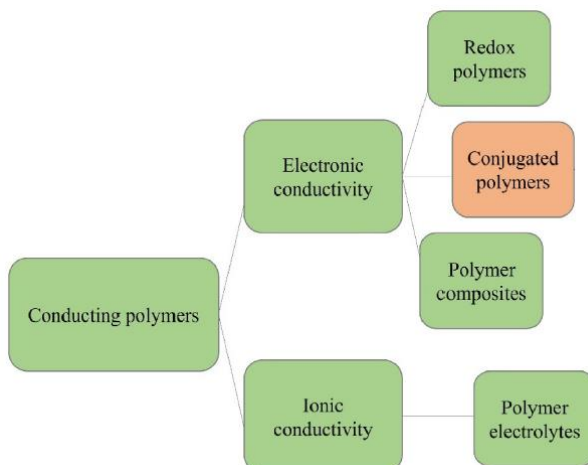 Redox
polymers
Electronic
conductivity
Conjugated
polymers
Polymer
composites
Conducting polymers
Ionic
conductivity
Polymer
electrolytes